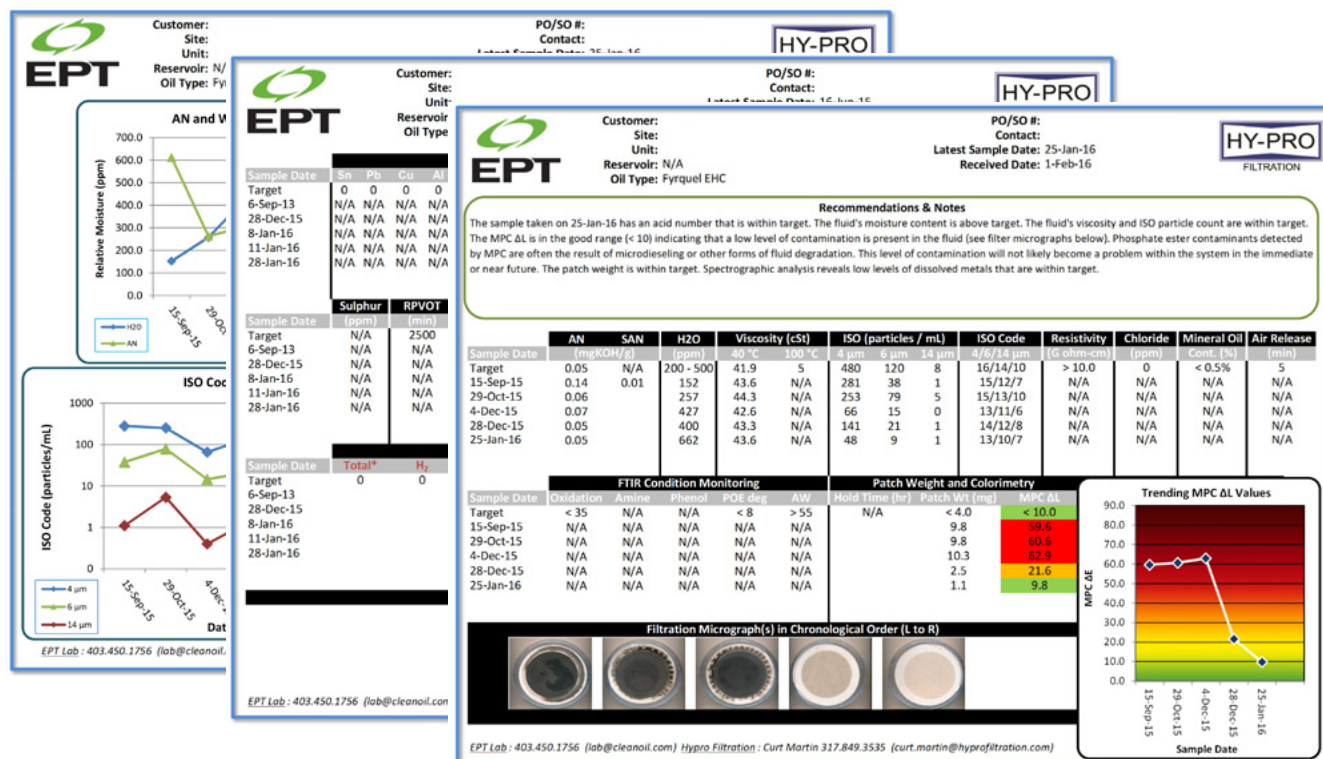 Customer:
Site:
Unit:
Reservoir: N/
Oil Type: Fyr
PO/SO #:
Contact:
Latest Sample Date: 25-Jan-16
EPT
HY-PRO
AN and W
Relative Moisture (ppm)
700.0
600.0
500.0
400.0
300.0
200.0
100.0
0.0
15-Sep-15
29-Oc
H2O
AN
ISO Cod
ISO Code (particles/mL)
1000
100
10
1
0
15-Sep-15
29-Oct-15
4-Dec-
4 µm
6 µm
14 µm
Dat
EPT Lab : 403.450.1756 (lab@cleanoil.
EPT
Customer:
Site:
Unit:
Reservoir
Oil Type
PO/SO #:
Contact:
Latest Sample Date: 16-Jun-15
HY-PRO
Sample Date Sn Pb Cu Al
Target 0 0 0 0
6-Sep-13 N/A N/A N/A N/A
28-Dec-15 N/A N/A N/A N/A
8-Jan-16 N/A N/A N/A N/A
11-Jan-16 N/A N/A N/A N/A
28-Jan-16 N/A N/A N/A N/A
Sulphur RPVOT
Sample Date (ppm) (min)
Target N/A 2500
6-Sep-13 N/A N/A
28-Dec-15 N/A N/A
8-Jan-16 N/A N/A
11-Jan-16 N/A N/A
28-Jan-16 N/A N/A
Sample Date Total* H₂
Target 0 0
6-Sep-13
28-Dec-15
8-Jan-16
11-Jan-16
28-Jan-16
EPT Lab : 403.450.1756 (lab@cleanoil.con
EPT
Customer:
Site:
Unit:
Reservoir: N/A
Oil Type: Fyrquel EHC
PO/SO #:
Contact:
Latest Sample Date: 25-Jan-16
Received Date: 1-Feb-16
HY-PRO
FILTRATION
Recommendations & Notes
The sample taken on 25-Jan-16 has an acid number that is within target. The fluid's moisture content is above target. The fluid's viscosity and ISO particle count are within target.
The MPC ΔL is in the good range (< 10) indicating that a low level of contamination is present in the fluid (see filter micrographs below). Phosphate ester contaminants detected
by MPC are often the result of microdieseling or other forms of fluid degradation. This level of contamination will not likely become a problem within the system in the immediate
or near future. The patch weight is within target. Spectrographic analysis reveals low levels of dissolved metals that are within target.
AN SAN H2O Viscosity (cSt) ISO (particles / mL) ISO Code Resistivity Chloride Mineral Oil Air Release
Sample Date (mgKOH/g) (ppm) 40 °C 100 °C 4 µm 6 µm 14 µm 4/6/14 µm (G ohm-cm) (ppm) Cont. (%) (min)
Target 0.05 N/A 200 - 500 41.9 5 480 120 8 16/14/10 > 10.0 0 < 0.5% 5
15-Sep-15 0.14 0.01 152 43.6 N/A 281 38 1 15/12/7 N/A N/A N/A N/A
29-Oct-15 0.06 257 44.3 N/A 253 79 5 15/13/10 N/A N/A N/A N/A
4-Dec-15 0.07 427 42.6 N/A 66 15 0 13/11/6 N/A N/A N/A N/A
28-Dec-15 0.05 400 43.3 N/A 141 21 1 14/12/8 N/A N/A N/A N/A
25-Jan-16 0.05 662 43.6 N/A 48 9 1 13/10/7 N/A N/A N/A N/A
FTIR Condition Monitoring Patch Weight and Colorimetry
Sample Date Oxidation Amine Phenol POE deg AW Hold Time (hr) Patch Wt (mg) MPC ΔL
Target < 35 N/A N/A < 8 > 55 N/A < 4.0 < 10.0
15-Sep-15 N/A N/A N/A N/A N/A 9.8 59.6
29-Oct-15 N/A N/A N/A N/A N/A 9.8 60.6
4-Dec-15 N/A N/A N/A N/A N/A 10.3 62.9
28-Dec-15 N/A N/A N/A N/A N/A 2.5 21.6
25-Jan-16 N/A N/A N/A N/A N/A 1.1 9.8
Filtration Micrograph(s) in Chronological Order (L to R)
Trending MPC ΔL Values
MPC ΔE
90.0
80.0
70.0
60.0
50.0
40.0
30.0
20.0
10.0
0.0
15-Sep-15
29-Oct-15
4-Dec-15
28-Dec-15
25-Jan-16
Sample Date
EPT Lab : 403.450.1756 (lab@cleanoil.com) Hypro Filtration : Curt Martin 317.849.3535 (curt.martin@hyprofiltration.com)